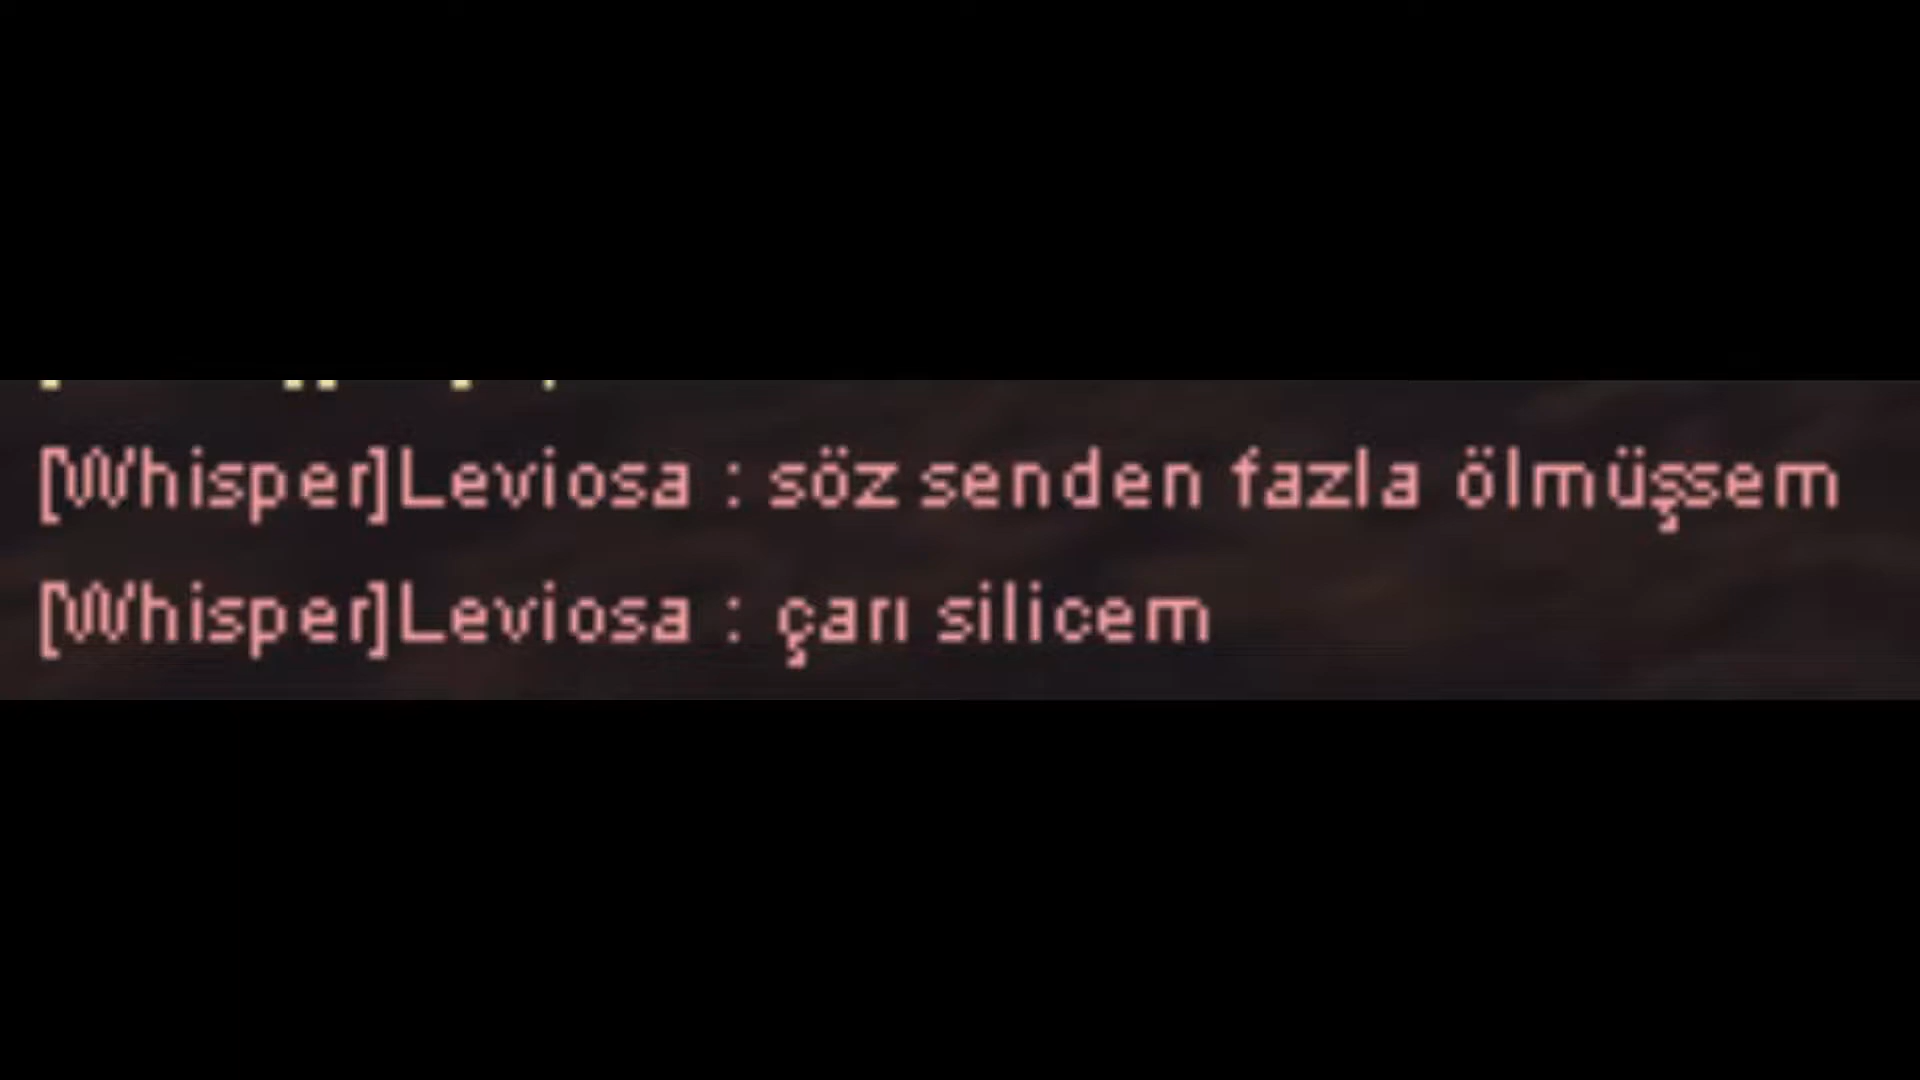 [Whisper]Leviosa : söz senden fazla ölmüşsem
[Whisper]Leviosa : çarı silicem